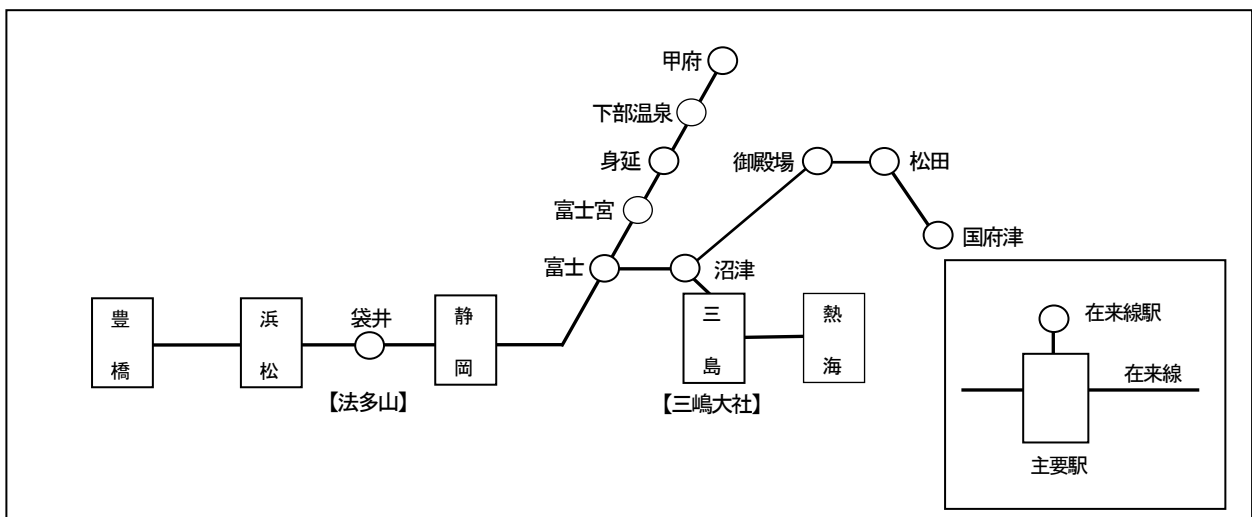 甲府
下部温泉
身延
御殿場
松田
富士宮
国府津
富士
沼津
豊橋
浜松
袋井
静岡
三島
熱海
【法多山】
【三嶋大社】
在来線駅
在来線
主要駅